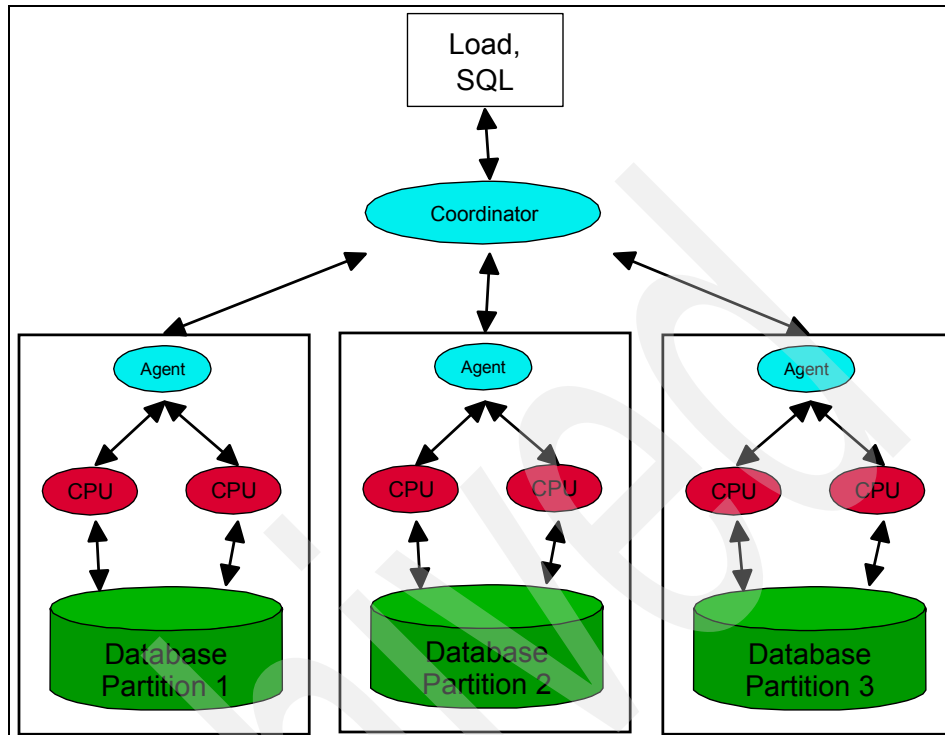 Load,
SQL
Coordinator
Agent
Agent
Agent
CPU
CPU
CPU
CPU
CPU
CPU
Database
Partition 1
Database
Partition 2
Database
Partition 3
hived